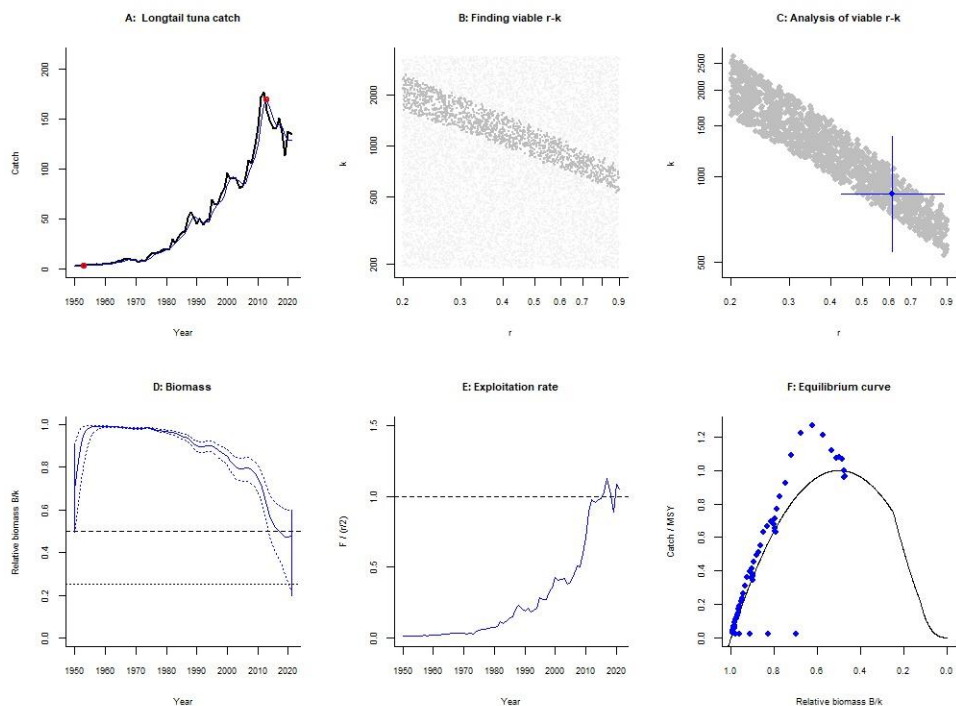 A: Longtail tuna catch
Catch
200
150
100
50
0
1950 1960 1970 1980 1990 2000 2010 2020
Year
B: Finding viable r-k
k
2000
1000
500
200
0.2 0.3 0.4 0.5 0.6 0.7 0.9
r
C: Analysis of viable r-k
k
2500
2000
1500
1000
500
0.2 0.3 0.4 0.5 0.6 0.7 0.9
r
D: Biomass
Relative biomass B/k
1.0
0.8
0.6
0.4
0.2
0.0
1950 1960 1970 1980 1990 2000 2010 2020
Year
E: Exploitation rate
F / (r/2)
1.5
1.0
0.5
0.0
1950 1960 1970 1980 1990 2000 2010 2020
Year
F: Equilibrium curve
Catch / MSY
1.2
1.0
0.8
0.6
0.4
0.2
0.0
1.0 0.8 0.6 0.4 0.2 0.0
Relative biomass B/k